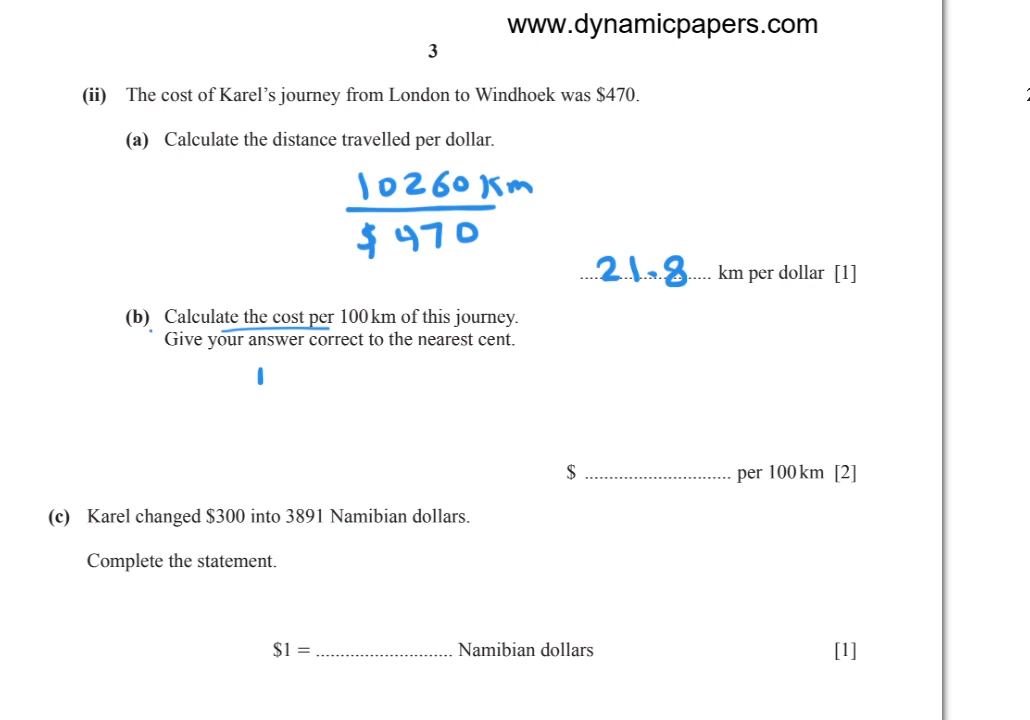 www.dynamicpapers.com
3
(ii) The cost of Karel's journey from London to Windhoek was $470.
(a) Calculate the distance travelled per dollar.
10260 Km
$ 470
21.8 km per dollar [1]
(b) Calculate the cost per 100 km of this journey.
Give your answer correct to the nearest cent.
1
$ .............................. per 100 km [2]
(c) Karel changed $300 into 3891 Namibian dollars.
Complete the statement.
$1 = ............................ Namibian dollars [1]